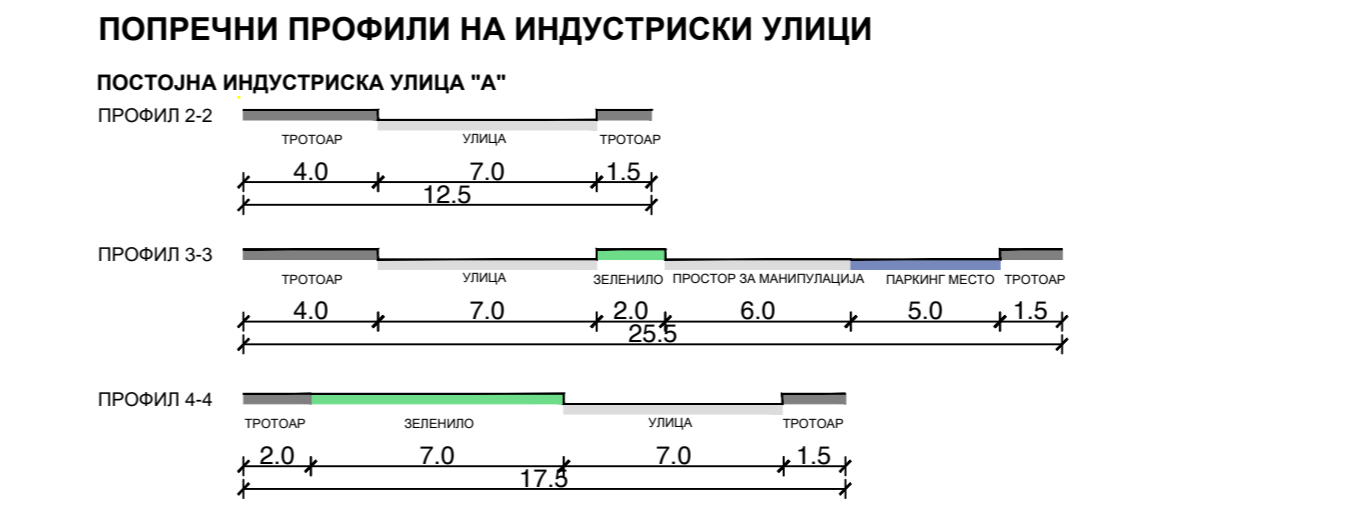 ПОПРЕЧНИ ПРОФИЛИ НА ИНДУСТРИСКИ УЛИЦИ
ПОСТОЈНА ИНДУСТРИСКА УЛИЦА "А"
ПРОФИЛ 2-2
ТРОТОАР УЛИЦА ТРОТОАР
4.0 7.0 1.5
12.5
ПРОФИЛ 3-3
ТРОТОАР УЛИЦА ЗЕЛЕНИЛО ПРОСТОР ЗА МАНИПУЛАЦИЈА ПАРКИНГ МЕСТО ТРОТОАР
4.0 7.0 2.0 6.0 5.0 1.5
25.5
ПРОФИЛ 4-4
ТРОТОАР ЗЕЛЕНИЛО УЛИЦА ТРОТОАР
2.0 7.0 7.0 1.5
17.5